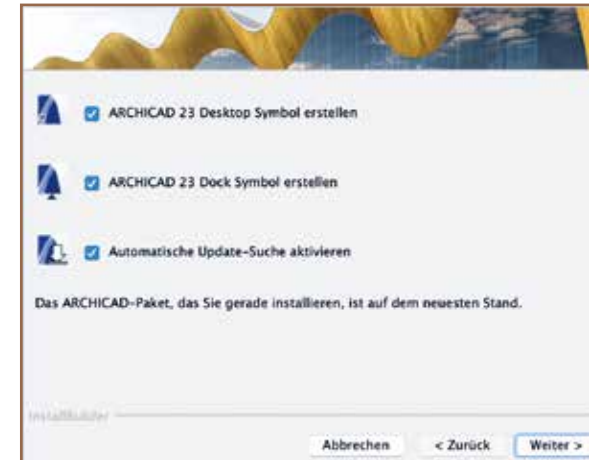 ARCHICAD 23 Desktop Symbol erstellen
ARCHICAD 23 Dock Symbol erstellen
Automatische Update-Suche aktivieren
Das ARCHICAD-Paket, das Sie gerade installieren, ist auf dem neuesten Stand.
InstallBuilder
Abbrechen < Zurück Weiter >